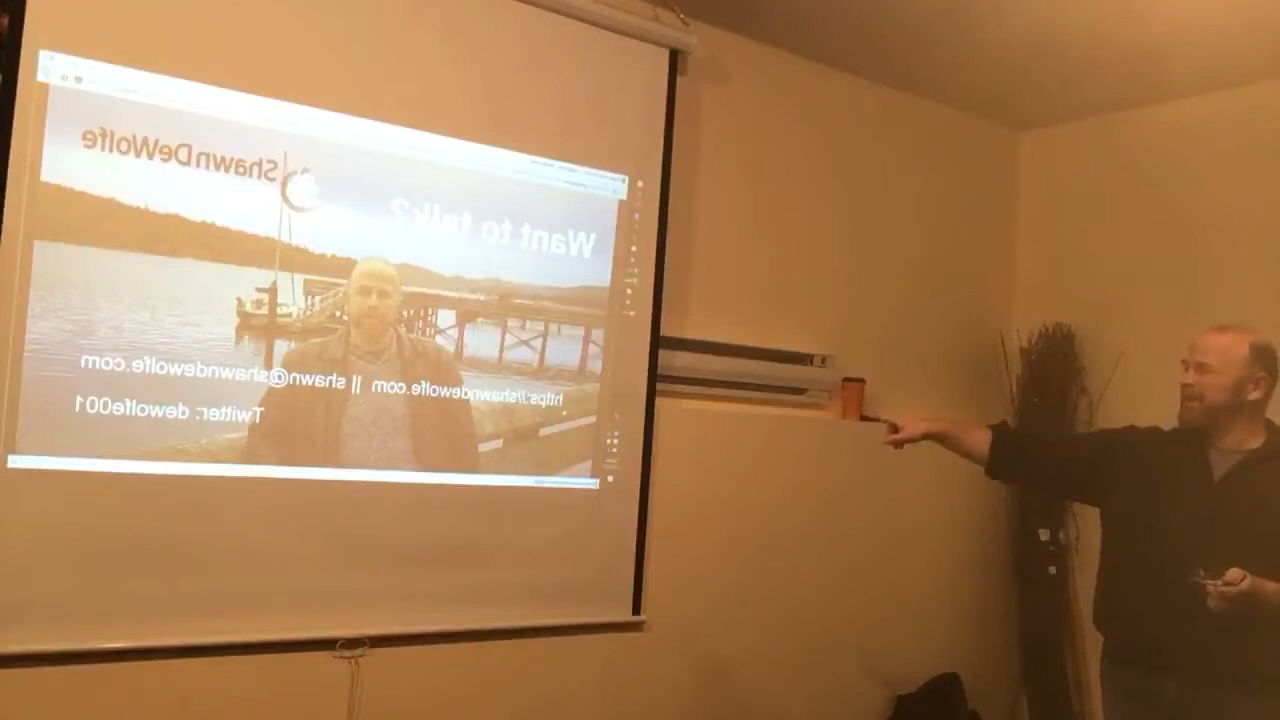 Shawn DeWolfe
Want to talk?
https://shawndewolfe.com || shawn@shawndewolfe.com
Twitter: dewolfe001